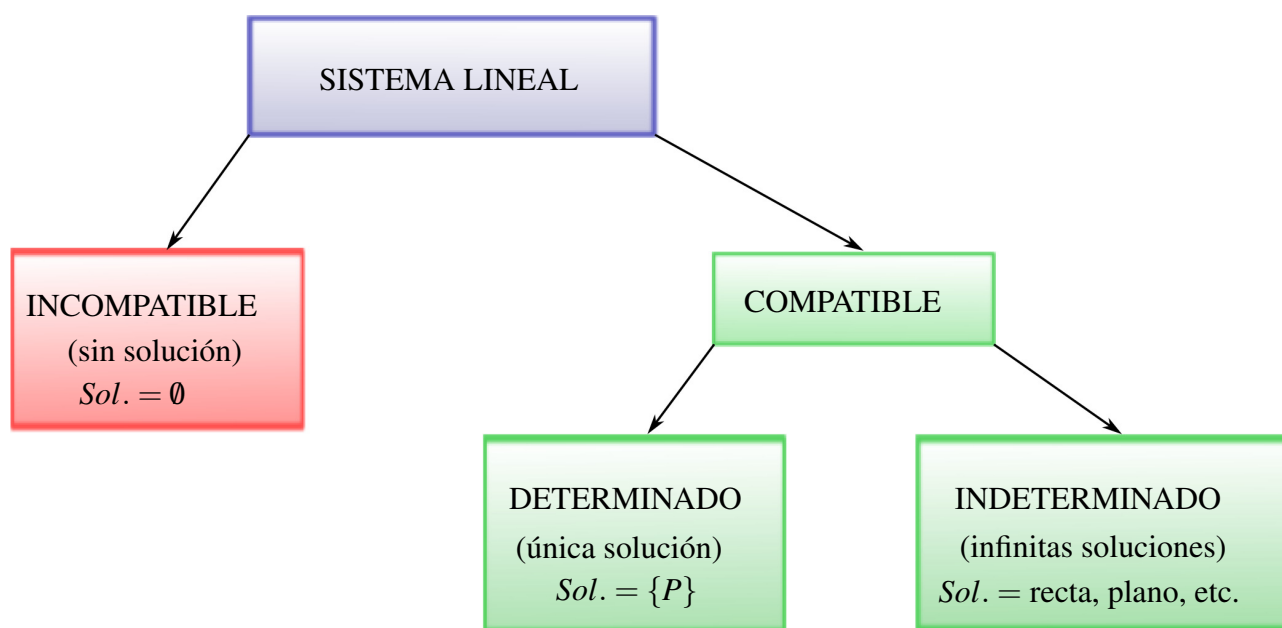 SISTEMA LINEAL
INCOMPATIBLE
(sin solución)
Sol. = ∅
COMPATIBLE
DETERMINADO
(única solución)
Sol. = {P}
INDETERMINADO
(infinitas soluciones)
Sol. = recta, plano, etc.